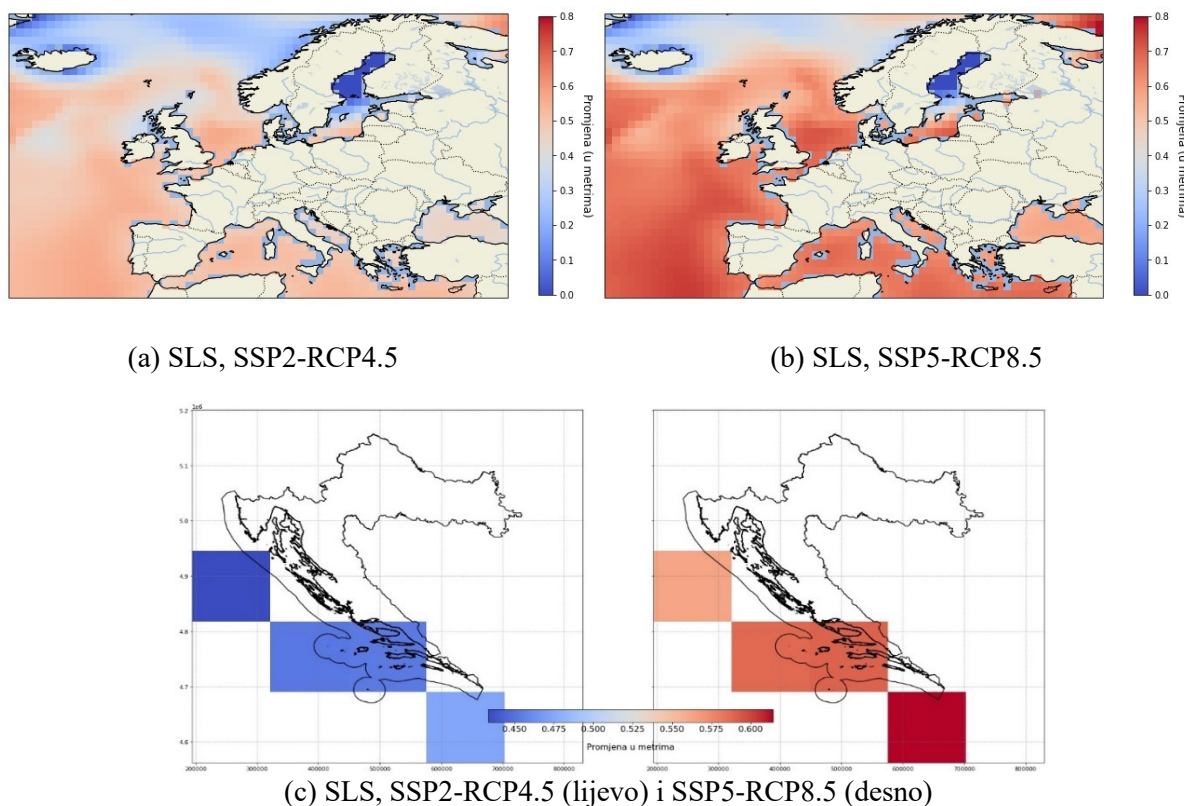 0.8
0.7
0.6
0.5
0.4
0.3
0.2
0.1
0.0
Promjena (u metrima)
0.8
0.7
0.6
0.5
0.4
0.3
0.2
0.1
0.0
Promjena (u metrima)
(a) SLS, SSP2-RCP4.5
(b) SLS, SSP5-RCP8.5
1e6
5.2
5.1
5.0
4.9
4.8
4.7
4.6
200000 300000 400000 500000 600000 700000 800000
200000 300000 400000 500000 600000 700000 800000
0.450 0.475 0.500 0.525 0.550 0.575 0.600
Promjena u metrima
(c) SLS, SSP2-RCP4.5 (lijevo) i SSP5-RCP8.5 (desno)